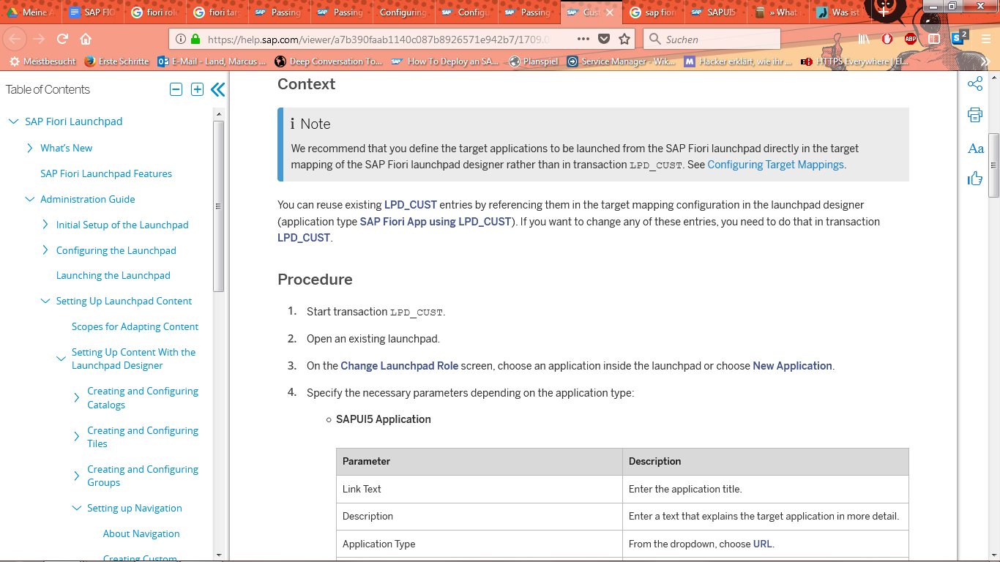 Meine A
SAP FIO
fiori role
fiori tar
Passing
Passing
Configuring
Configu
Passing
Cus
sap fiori
SAPUI5
» What
Was ist
https://help.sap.com/viewer/a7b390faab1140c087b8926571e942b7/1709.0
Suchen
2
Meistbesucht
Erste Schritte
E-Mail - Land, Marcus ...
Deep Conversation To...
How To Deploy an SA...
Planspiel
Service Manager - Wik...
Hacker erklärt, wie ihr ...
HTTPS Everywhere | El...
Table of Contents
SAP Fiori Launchpad
What's New
SAP Fiori Launchpad Features
Administration Guide
Initial Setup of the Launchpad
Configuring the Launchpad
Launching the Launchpad
Setting Up Launchpad Content
Scopes for Adapting Content
Setting Up Content With the
Launchpad Designer
Creating and Configuring
Catalogs
Creating and Configuring
Tiles
Creating and Configuring
Groups
Setting up Navigation
About Navigation
Creating Custom
Context
i Note
We recommend that you define the target applications to be launched from the SAP Fiori launchpad directly in the target
mapping of the SAP Fiori launchpad designer rather than in transaction LPD_CUST. See Configuring Target Mappings.
You can reuse existing LPD_CUST entries by referencing them in the target mapping configuration in the launchpad designer
(application type SAP Fiori App using LPD_CUST). If you want to change any of these entries, you need to do that in transaction
LPD_CUST.
Procedure
1. Start transaction LPD_CUST.
2. Open an existing launchpad.
3. On the Change Launchpad Role screen, choose an application inside the launchpad or choose New Application.
4. Specify the necessary parameters depending on the application type:
SAPUI5 Application
Parameter Description
Link Text Enter the application title.
Description Enter a text that explains the target application in more detail.
Application Type From the dropdown, choose URL.
Aa